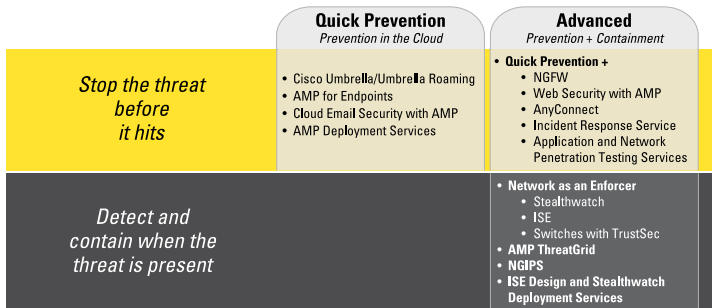 Quick Prevention
Prevention in the Cloud
Advanced
Prevention + Containment
Stop the threat
before
it hits
• Cisco Umbrella/Umbrella Roaming
• AMP for Endpoints
• Cloud Email Security with AMP
• AMP Deployment Services
• Quick Prevention +
• NGFW
• Web Security with AMP
• AnyConnect
• Incident Response Service
• Application and Network
Penetration Testing Services
Detect and
contain when the
threat is present
• Network as an Enforcer
• Stealthwatch
• ISE
• Switches with TrustSec
• AMP ThreatGrid
• NGIPS
• ISE Design and Stealthwatch
Deployment Services